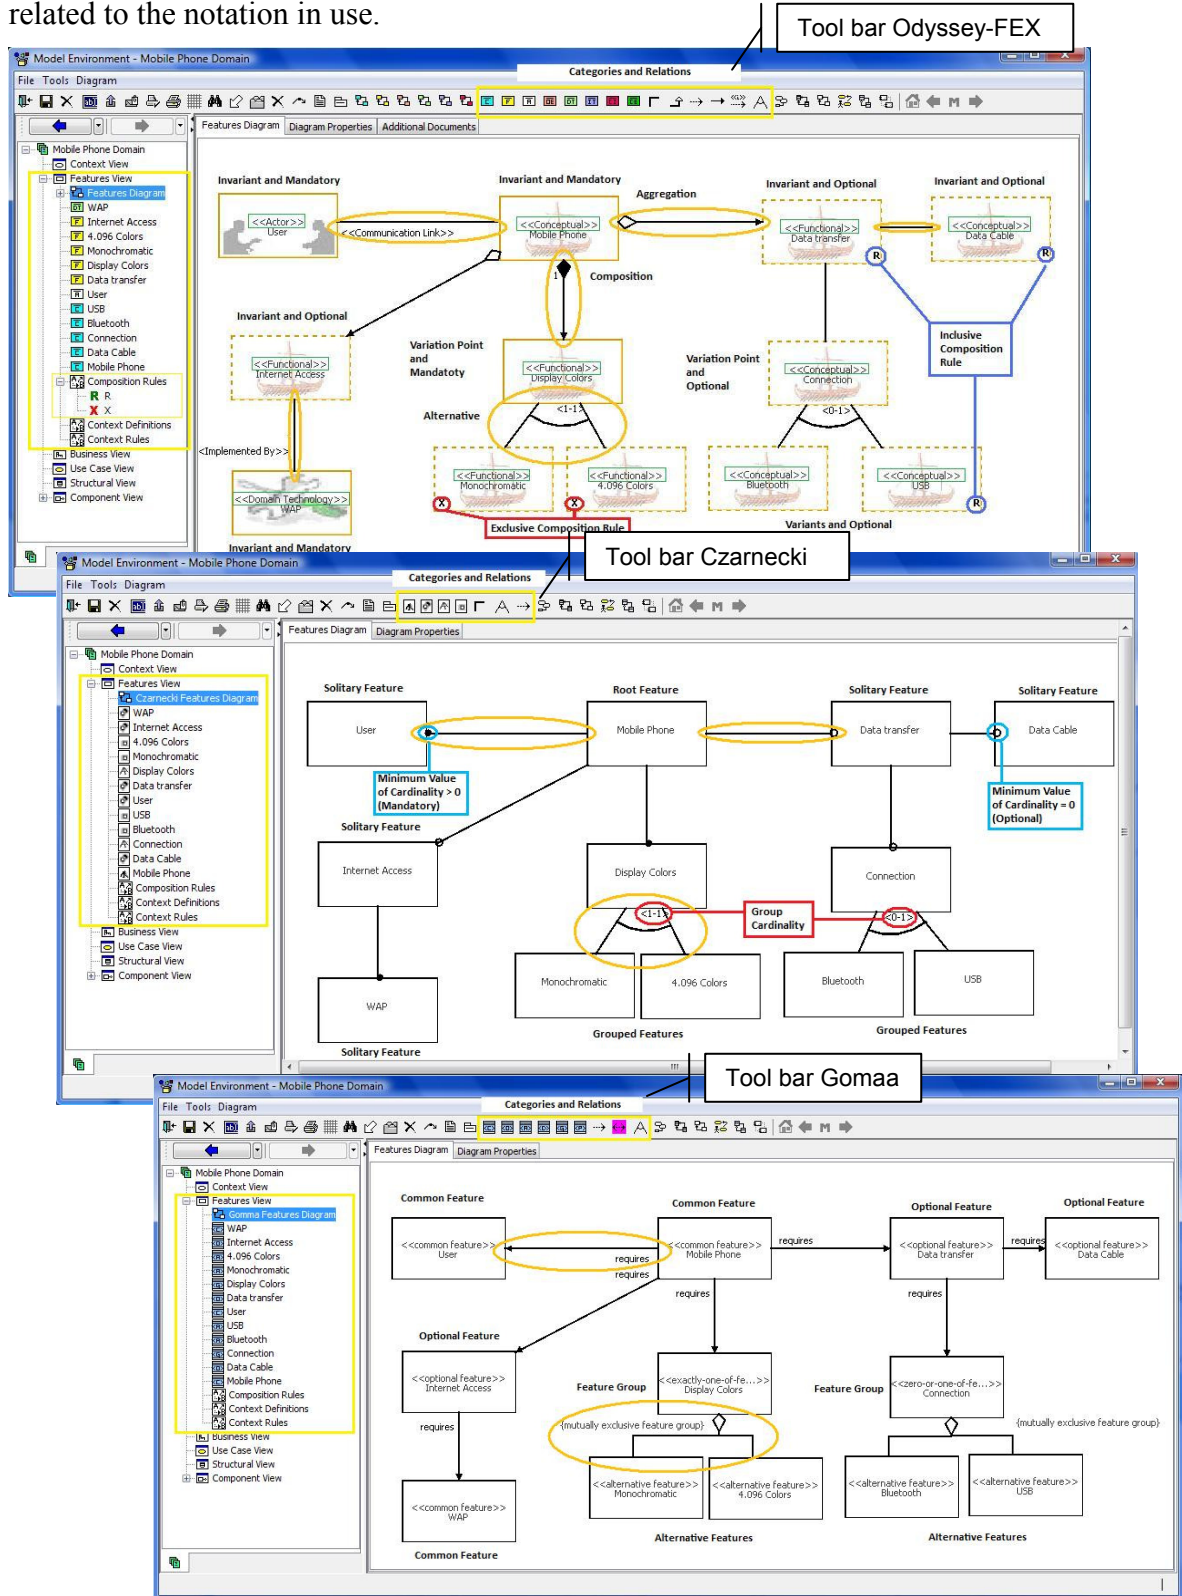 related to the notation in use.
Tool bar Odyssey-FEX
Model Environment - Mobile Phone Domain
Categories and Relations
File Tools Diagram
Features Diagram Diagram Properties Additional Documents
Mobile Phone Domain
Context View
Features View
Features Diagram
WAP
Internet Access
4.096 Colors
Monochromatic
Display Colors
Data transfer
User
USB
Bluetooth
Connection
Data Cable
Mobile Phone
Composition Rules
R R
X X
Context Definitions
Context Rules
Business View
Use Case View
Structural View
Component View
Invariant and Mandatory
Invariant and Mandatory
Invariant and Optional
Invariant and Optional
Aggregation
<<Actor>>
User
<<Communication Link>>
<<Conceptual>>
Mobile Phone
<<Functional>>
Data transfer
<<Conceptual>>
Data Cable
R
R
1
Composition
Invariant and Optional
<<Functional>>
Internet Access
Variation Point
and
Mandatoty
<<Functional>>
Display Colors
<1-1>
Alternative
Variation Point
and
Optional
<<Conceptual>>
Connection
<0-1>
Inclusive
Composition
Rule
<Implemented By>>
<<Domain Technology>>
WAP
Invariant and Mandatory
<<Functional>>
Monochromatic
<<Functional>>
4.096 Colors
<<Conceptual>>
Bluetooth
<<Conceptual>>
USB
X
X
R
Exclusive Composition Rule
Variants and Optional
Tool bar Czarnecki
Model Environment - Mobile Phone Domain
Categories and Relations
File Tools Diagram
Features Diagram Diagram Properties
Mobile Phone Domain
Context View
Features View
Czarnecki Features Diagram
WAP
Internet Access
4.096 Colors
Monochromatic
Display Colors
Data transfer
User
USB
Bluetooth
Connection
Data Cable
Mobile Phone
Composition Rules
Context Definitions
Context Rules
Business View
Use Case View
Structural View
Component View
Solitary Feature
Root Feature
Solitary Feature
Solitary Feature
User
Mobile Phone
Data transfer
Data Cable
Minimum Value
of Cardinality > 0
(Mandatory)
Minimum Value
of Cardinality = 0
(Optional)
Solitary Feature
Internet Access
Display Colors
Connection
<1-1>
Group
Cardinality
<0-1>
WAP
Monochromatic
4.096 Colors
Bluetooth
USB
Grouped Features
Grouped Features
Solitary Feature
Tool bar Gomaa
Model Environment - Mobile Phone Domain
Categories and Relations
File Tools Diagram
Features Diagram Diagram Properties
Mobile Phone Domain
Context View
Features View
Gomma Features Diagram
WAP
Internet Access
4.096 Colors
Monochromatic
Display Colors
Data transfer
User
USB
Bluetooth
Connection
Data Cable
Mobile Phone
Composition Rules
Context Definitions
Context Rules
Business View
Use Case View
Structural View
Component View
Common Feature
Common Feature
Optional Feature
Optional Feature
<<common feature>>
User
requires
requires
<<common feature>>
Mobile Phone
requires
<<optional feature>>
Data transfer
requires
<<optional feature>>
Data Cable
requires
requires
Optional Feature
<<optional feature>>
Internet Access
requires
Feature Group
<<exactly-one-of-fe...>>
Display Colors
Feature Group
<<zero-or-one-of-fe...>>
Connection
{mutually exclusive feature group}
{mutually exclusive feature group}
<<common feature>>
WAP
Common Feature
<<alternative feature>>
Monochromatic
<<alternative feature>>
4.096 Colors
<<alternative feature>>
Bluetooth
<<alternative feature>>
USB
Alternative Features
Alternative Features